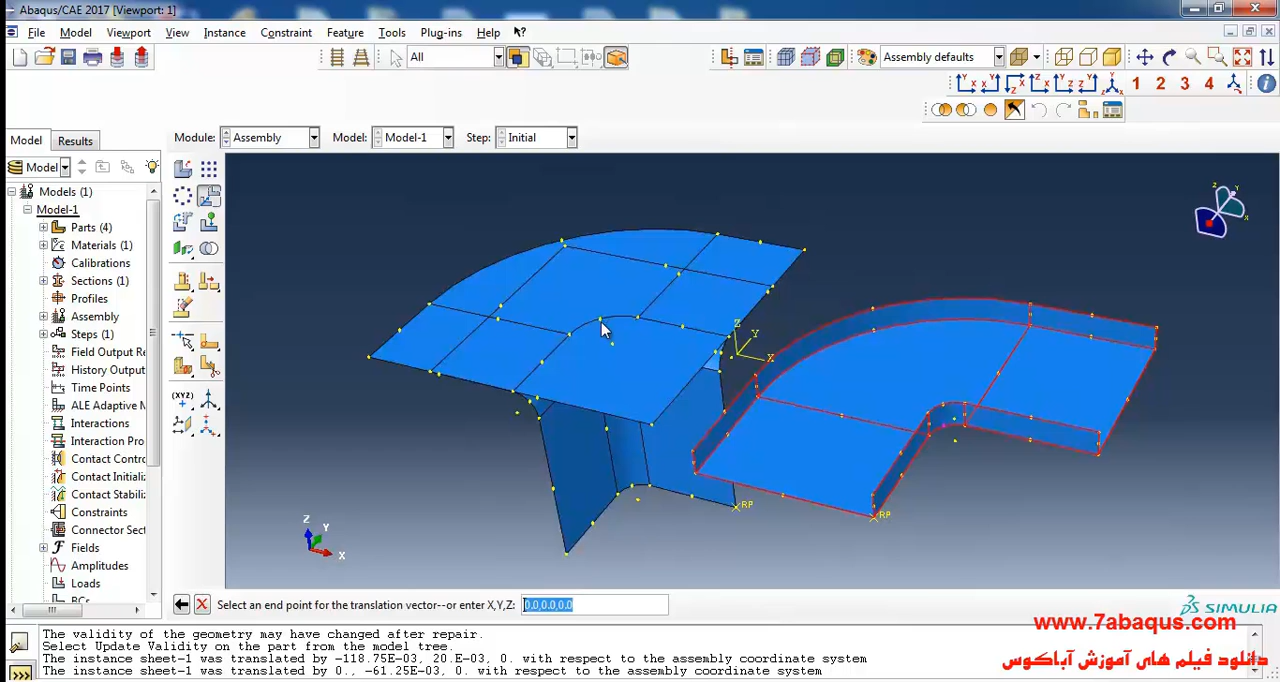 Abaqus/CAE 2017 [Viewport: 1]
File Model Viewport View Instance Constraint Feature Tools Plug-ins Help
All Assembly defaults
1 2 3 4
Model Results
Module: Assembly Model: Model-1 Step: Initial
Model
Models (1)
Model-1
Parts (4)
Materials (1)
Calibrations
Sections (1)
Profiles
Assembly
Steps (1)
Field Output R
History Outpu
Time Points
ALE Adaptive M
Interactions
Interaction Pro
Contact Contro
Contact Initializ
Contact Stabiliz
Constraints
Connector Sect
Fields
Amplitudes
Loads
BCs
(XYZ)
Z Y X
Z Y X
RP
RP
Z Y X
Select an end point for the translation vector--or enter X,Y,Z: 0.0,0.0,0.0
SIMULIA
The validity of the geometry may have changed after repair.
Select Update Validity on the part from the model tree.
The instance sheet-1 was translated by -118.75E-03, 20.E-03, 0. with respect to the assembly coordinate system
The instance sheet-1 was translated by 0., -61.25E-03, 0. with respect to the assembly coordinate system
www.7abaqus.com
دانلود فیلم های آموزش آباکوس